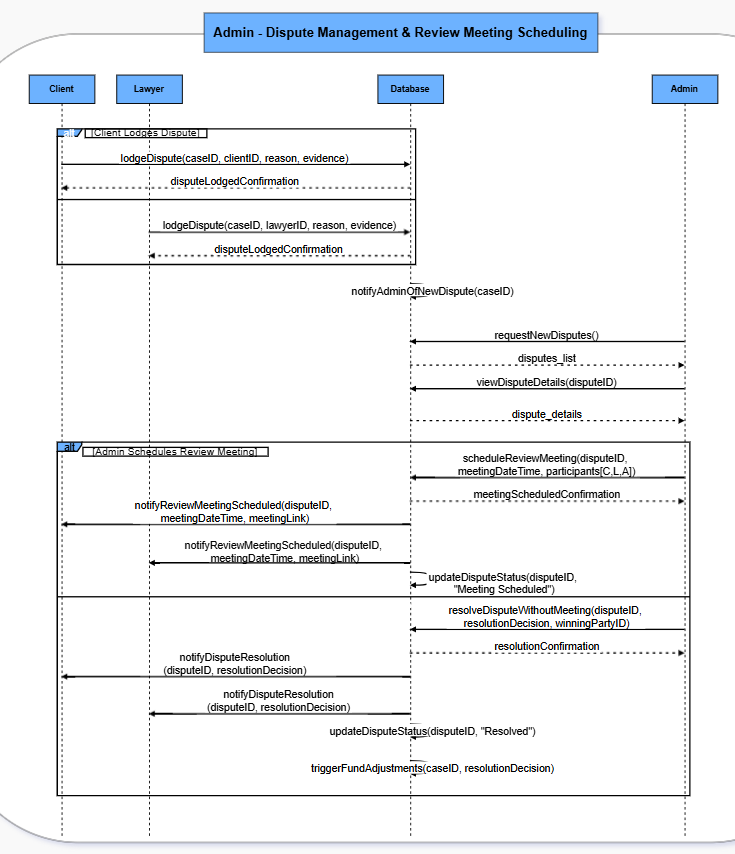 Admin - Dispute Management & Review Meeting Scheduling
Client
Lawyer
Database
Admin
alt
[Client Lodges Dispute]
lodgeDispute(caseID, clientID, reason, evidence)
disputeLodgedConfirmation
lodgeDispute(caseID, lawyerID, reason, evidence)
disputeLodgedConfirmation
notifyAdminOfNewDispute(caseID)
requestNewDisputes()
disputes_list
viewDisputeDetails(disputeID)
dispute_details
alt
[Admin Schedules Review Meeting]
scheduleReviewMeeting(disputeID,
meetingDateTime, participants[C,L,A])
meetingScheduledConfirmation
notifyReviewMeetingScheduled(disputeID,
meetingDateTime, meetingLink)
notifyReviewMeetingScheduled(disputeID,
meetingDateTime, meetingLink)
updateDisputeStatus(disputeID,
"Meeting Scheduled")
resolveDisputeWithoutMeeting(disputeID,
resolutionDecision, winningPartyID)
resolutionConfirmation
notifyDisputeResolution
(disputeID, resolutionDecision)
notifyDisputeResolution
(disputeID, resolutionDecision)
updateDisputeStatus(disputeID, "Resolved")
triggerFundAdjustments(caseID, resolutionDecision)